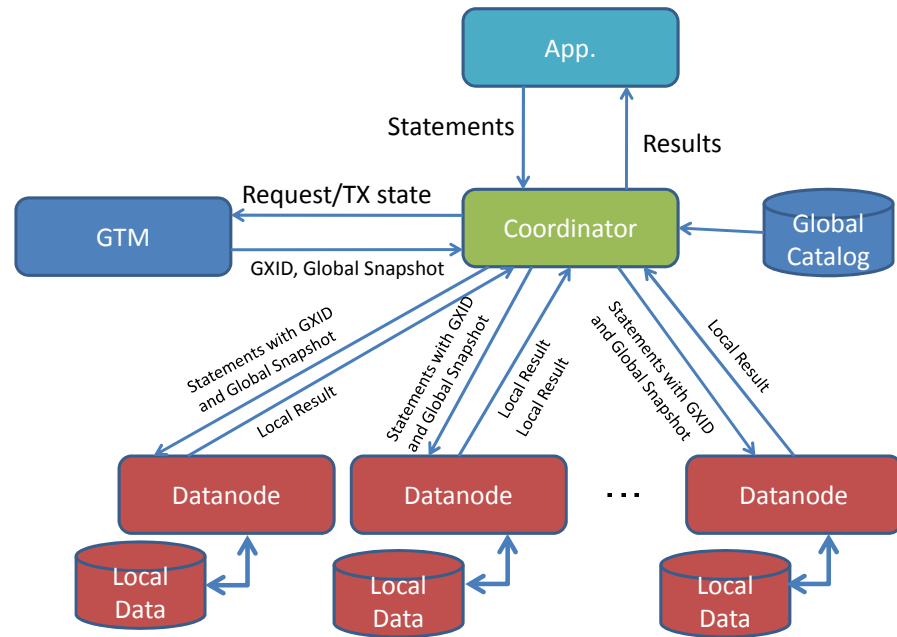 App.
Statements
Results
Request/TX state
GTM
Coordinator
Global
Catalog
GXID, Global Snapshot
Statements with GXID
and Global Snapshot
Local Result
Statements with GXID
and Global Snapshot
Local Result
Local Result
Statements with GXID
and Global Snapshot
Local Result
Datanode
Datanode
...
Datanode
Local
Data
Local
Data
Local
Data